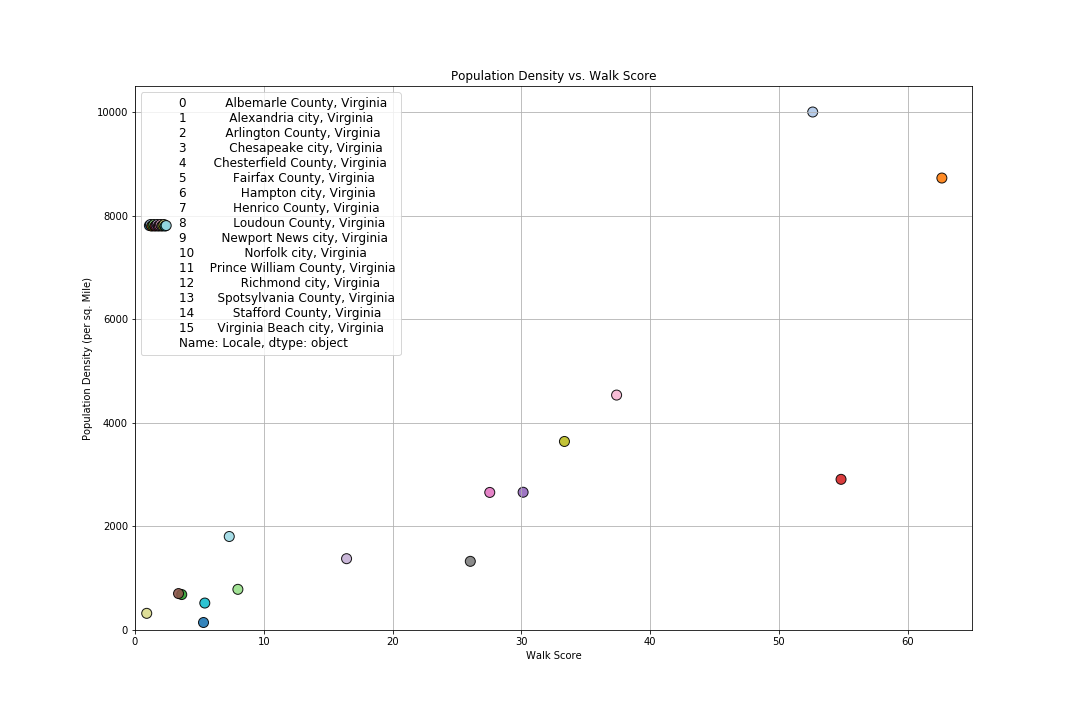 Population Density vs. Walk Score
10000
8000
6000
4000
2000
0
Population Density (per sq. Mile)
0 Albemarle County, Virginia
1 Alexandria city, Virginia
2 Arlington County, Virginia
3 Chesapeake city, Virginia
4 Chesterfield County, Virginia
5 Fairfax County, Virginia
6 Hampton city, Virginia
7 Henrico County, Virginia
8 Loudoun County, Virginia
9 Newport News city, Virginia
10 Norfolk city, Virginia
11 Prince William County, Virginia
12 Richmond city, Virginia
13 Spotsylvania County, Virginia
14 Stafford County, Virginia
15 Virginia Beach city, Virginia
Name: Locale, dtype: object
0 10 20 30 40 50 60
Walk Score